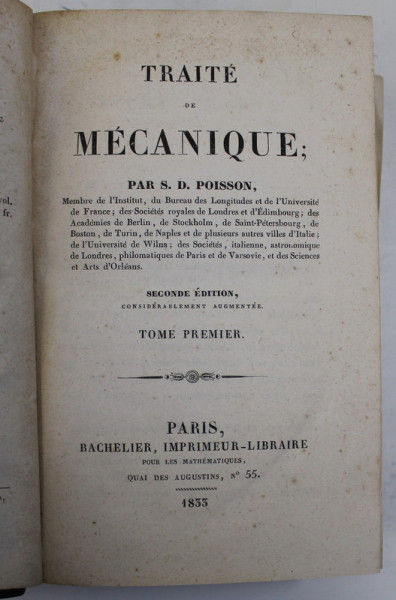 TRAITÉ
DE
MÉCANIQUE;
PAR S. D. POISSON,
Membre de l'Institut, du Bureau des Longitudes et de l'Université
de France; des Sociétés royales de Londres et d'Édimbourg; des
Académies de Berlin, de Stockholm, de Saint-Pétersbourg, de
Boston, de Turin, de Naples et de plusieurs autres villes d'Italie;
de l'Université de Wilna; des Sociétés, italienne, astronomique
de Londres, philomatiques de Paris et de Varsovie, et des Sciences
et Arts d'Orléans.
SECONDE ÉDITION,
CONSIDÉRABLEMENT AUGMENTÉE.
TOME PREMIER.
PARIS,
BACHELIER, IMPRIMEUR-LIBRAIRE
POUR LES MATHÉMATIQUES,
QUAI DES AUGUSTINS, Nº 55.
1833
vol.
fr.